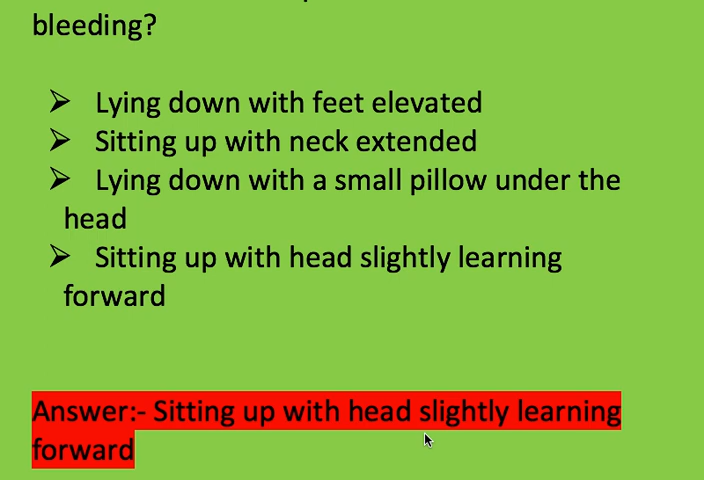 bleeding?
➢ Lying down with feet elevated
➢ Sitting up with neck extended
➢ Lying down with a small pillow under the
head
➢ Sitting up with head slightly learning
forward
Answer:- Sitting up with head slightly learning
forward